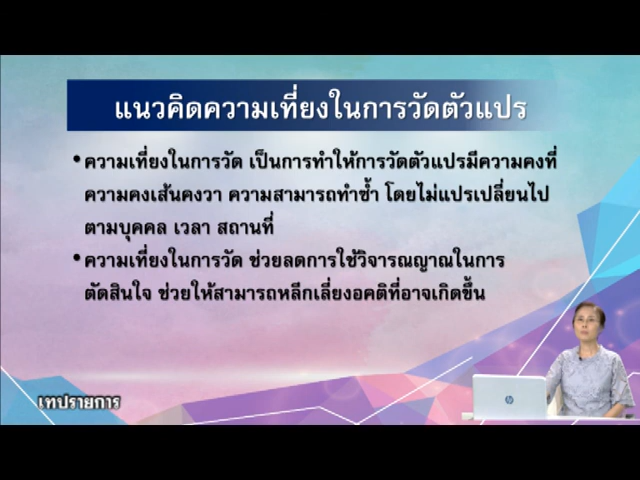 แนวคิดความเที่ยงในการวัดตัวแปร
•ความเที่ยงในการวัด เป็นการทำให้การวัดตัวแปรมีความคงที่
ความคงเส้นคงวา ความสามารถทำซ้ำ โดยไม่แปรเปลี่ยนไป
ตามบุคคล เวลา สถานที่
•ความเที่ยงในการวัด ช่วยลดการใช้วิจารณญาณในการ
ตัดสินใจ ช่วยให้สามารถหลีกเลี่ยงอคติที่อาจเกิดขึ้น
hp
เทปรายการ